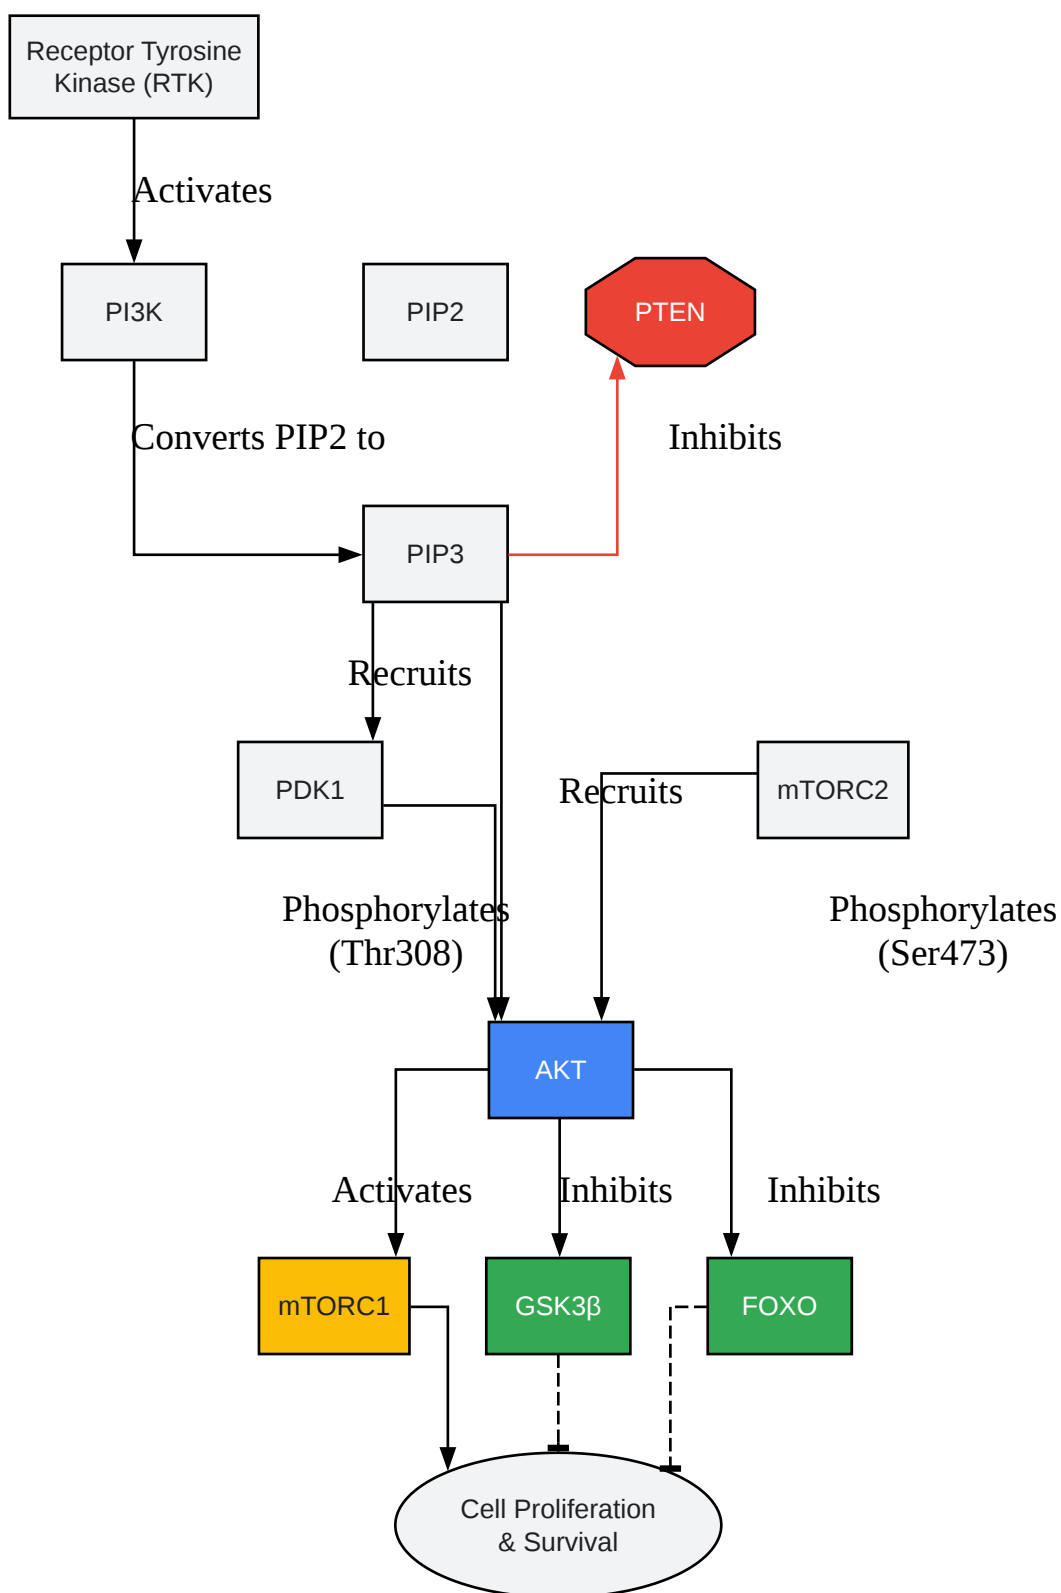 Receptor Tyrosine
Kinase (RTK)
Activates
PI3K
PIP2
PTEN
Converts PIP2 to
Inhibits
PIP3
Recruits
PDK1
Recruits
mTORC2
Phosphorylates
(Thr308)
Phosphorylates
(Ser473)
AKT
Activates
Inhibits
Inhibits
mTORC1
GSK3β
FOXO
Cell Proliferation
& Survival